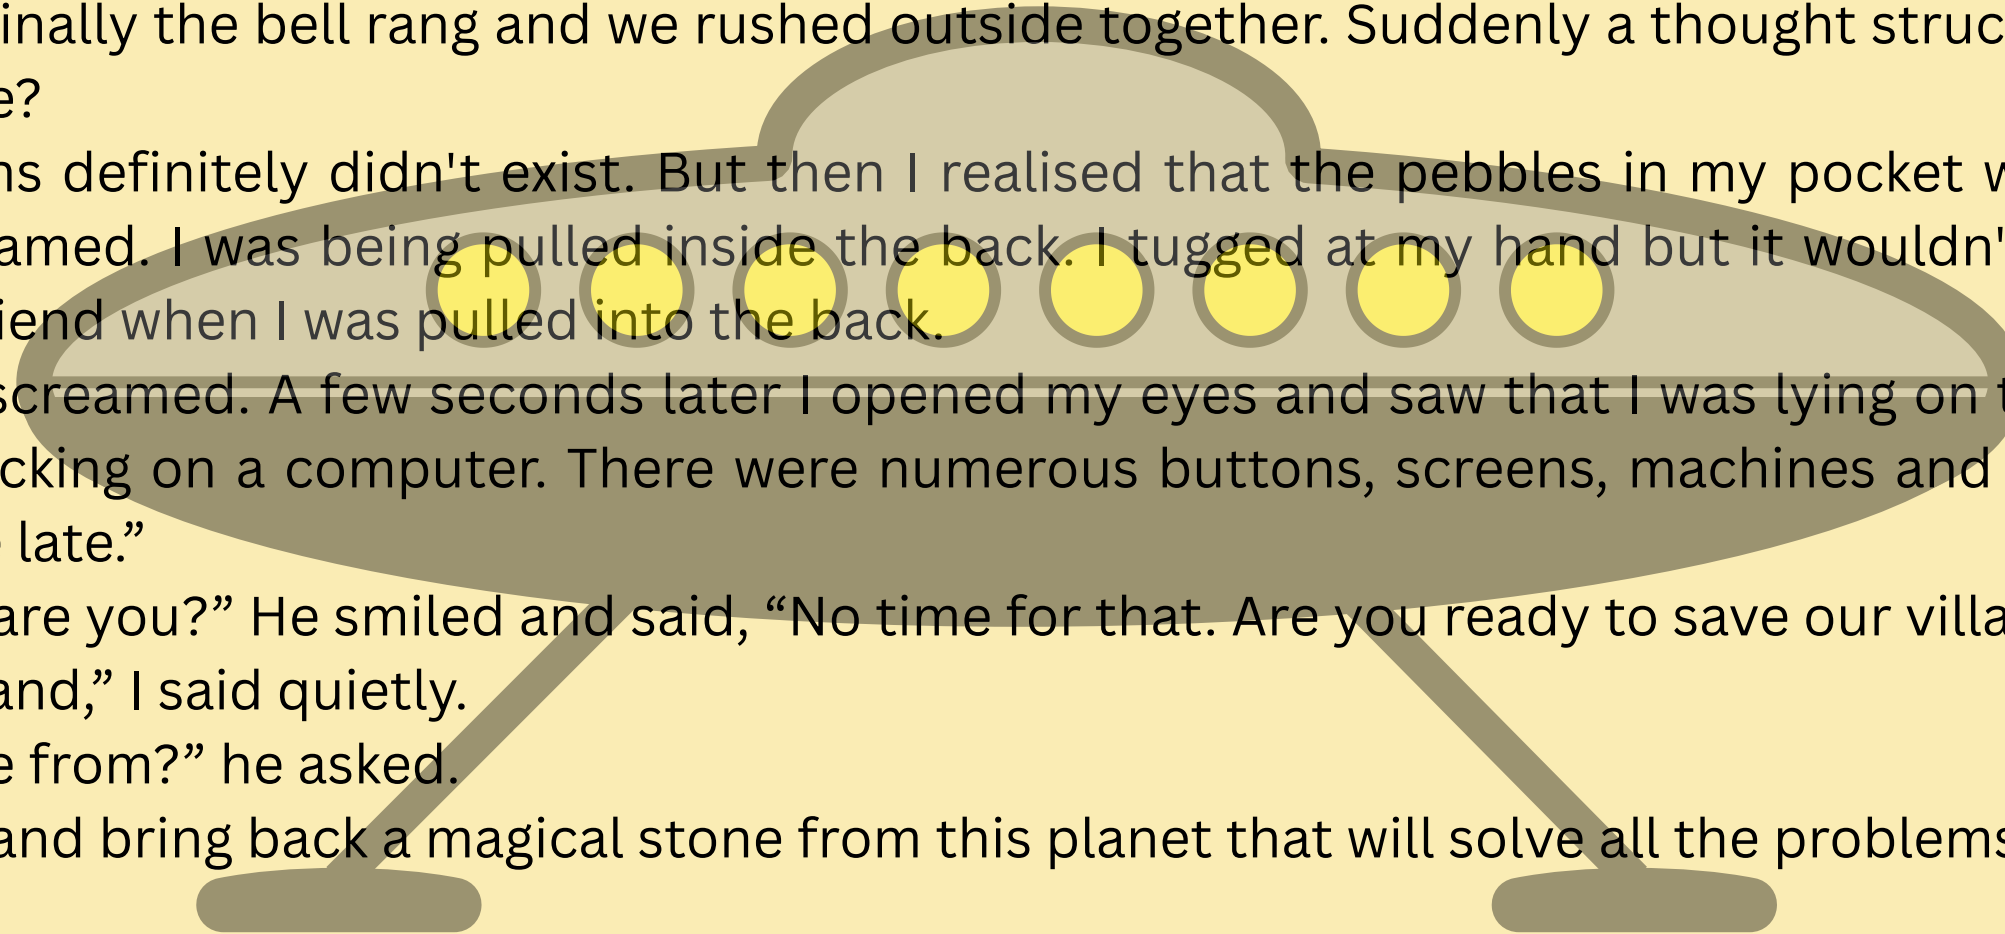 inally the bell rang and we rushed outside together. Suddenly a thought struc
e?
ns definitely didn't exist. But then I realised that the pebbles in my pocket w
amed. I was being pulled inside the back. I tugged at my hand but it wouldn'
iend when I was pulled into the back.
screamed. A few seconds later I opened my eyes and saw that I was lying on t
cking on a computer. There were numerous buttons, screens, machines and
late.”
are you?” He smiled and said, “No time for that. Are you ready to save our villa
and,” I said quietly.
e from?” he asked.
and bring back a magical stone from this planet that will solve all the problems